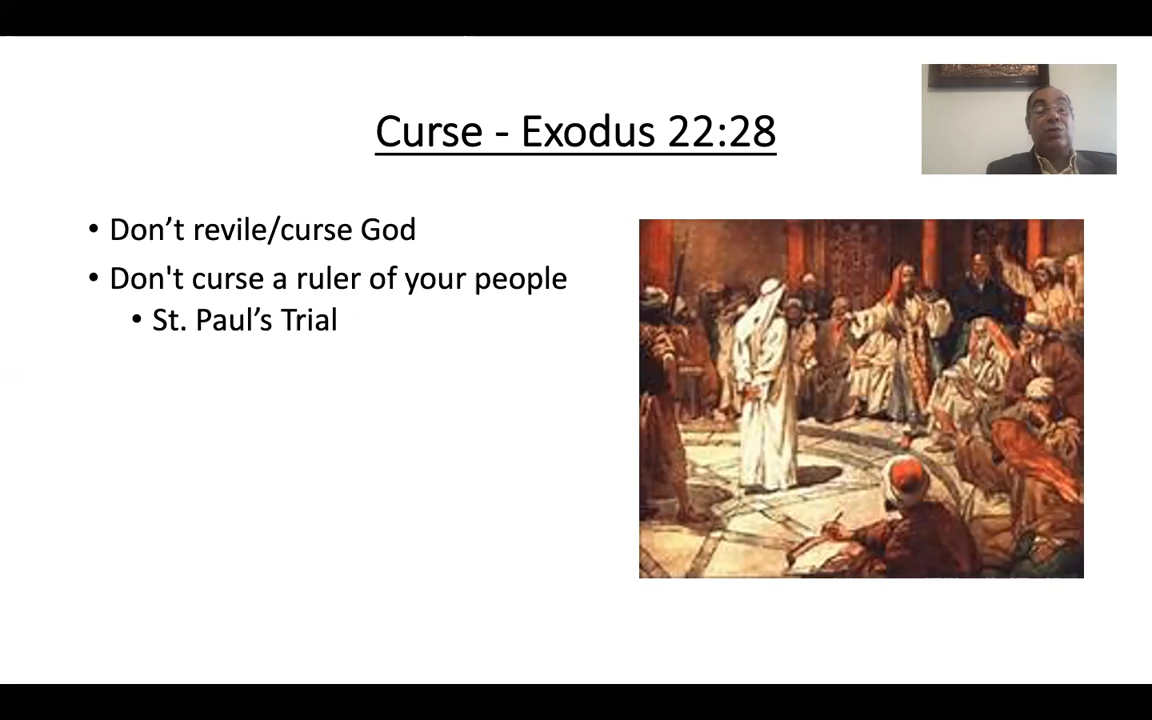 Curse - Exodus 22:28
• Don’t revile/curse God
• Don't curse a ruler of your people
• St. Paul’s Trial